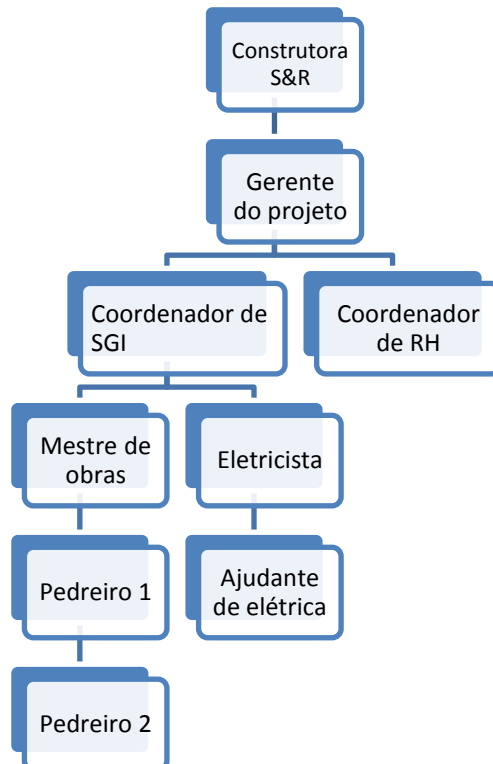 Construtora
S&R
Gerente
do projeto
Coordenador de
SGI
Coordenador
de RH
Mestre de
obras
Eletricista
Pedreiro 1
Ajudante
de elétrica
Pedreiro 2